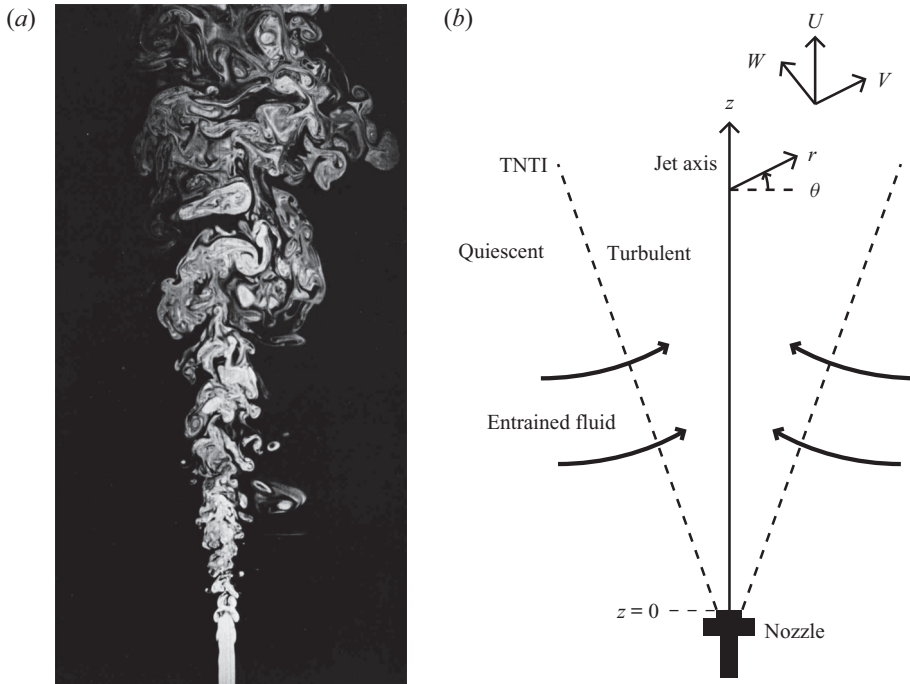 (a)
(b)
U
W
V
z
TNTI
Jet axis
r
θ
Quiescent
Turbulent
Entrained fluid
z = 0
Nozzle